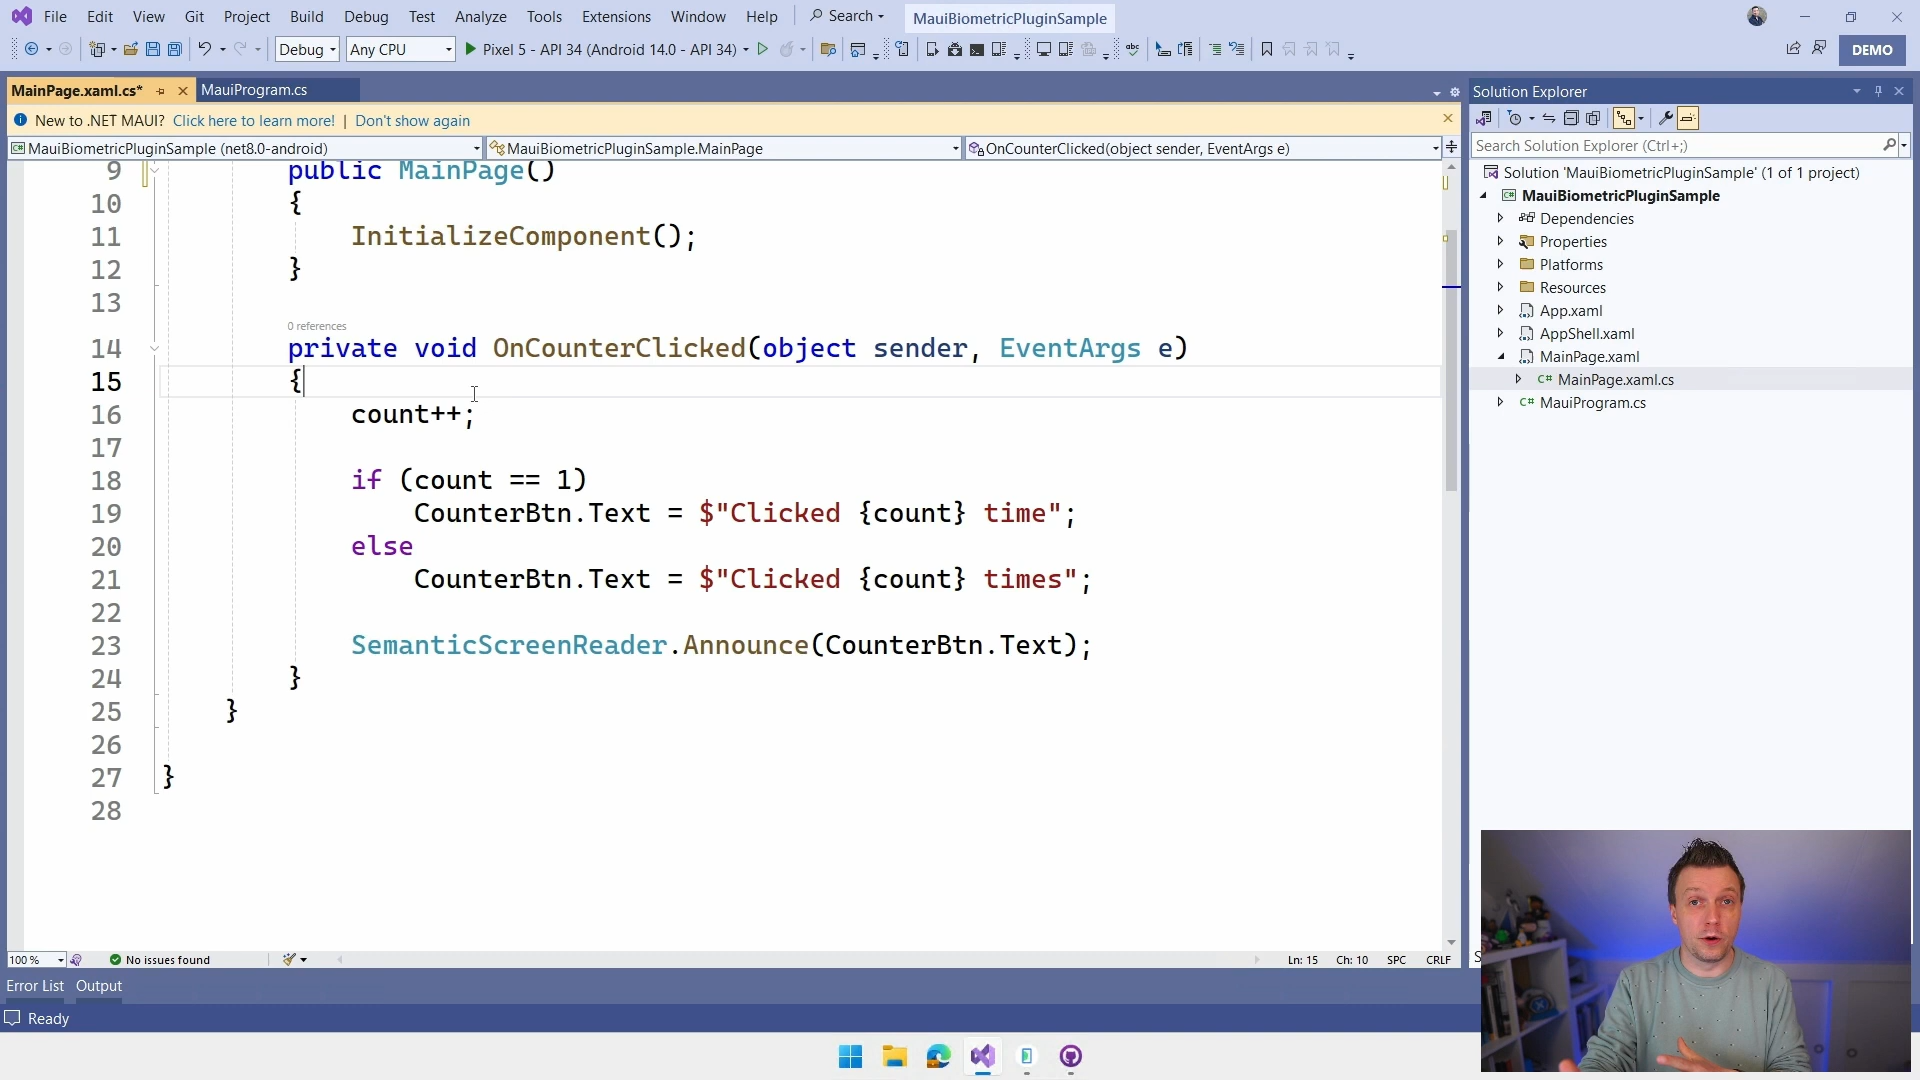 File Edit View Git Project Build Debug Test Analyze Tools Extensions Window Help Search MauiBiometricPluginSample
Debug Any CPU Pixel 5 - API 34 (Android 14.0 - API 34) DEMO
MainPage.xaml.cs* MauiProgram.cs
New to .NET MAUI? Click here to learn more! | Don't show again
MauiBiometricPluginSample (net8.0-android) MauiBiometricPluginSample.MainPage OnCounterClicked(object sender, EventArgs e)
9 public MainPage()
10 {
11 InitializeComponent();
12 }
13
0 references
14 private void OnCounterClicked(object sender, EventArgs e)
15 {
16 count++;
17
18 if (count == 1)
19 CounterBtn.Text = $"Clicked {count} time";
20 else
21 CounterBtn.Text = $"Clicked {count} times";
22
23 SemanticScreenReader.Announce(CounterBtn.Text);
24 }
25 }
26
27 }
28
100 % No issues found Ln: 15 Ch: 10 SPC CRLF
Error List Output
Ready
Solution Explorer
Search Solution Explorer (Ctrl+;)
Solution 'MauiBiometricPluginSample' (1 of 1 project)
MauiBiometricPluginSample
Dependencies
Properties
Platforms
Resources
App.xaml
AppShell.xaml
MainPage.xaml
C# MainPage.xaml.cs
C# MauiProgram.cs